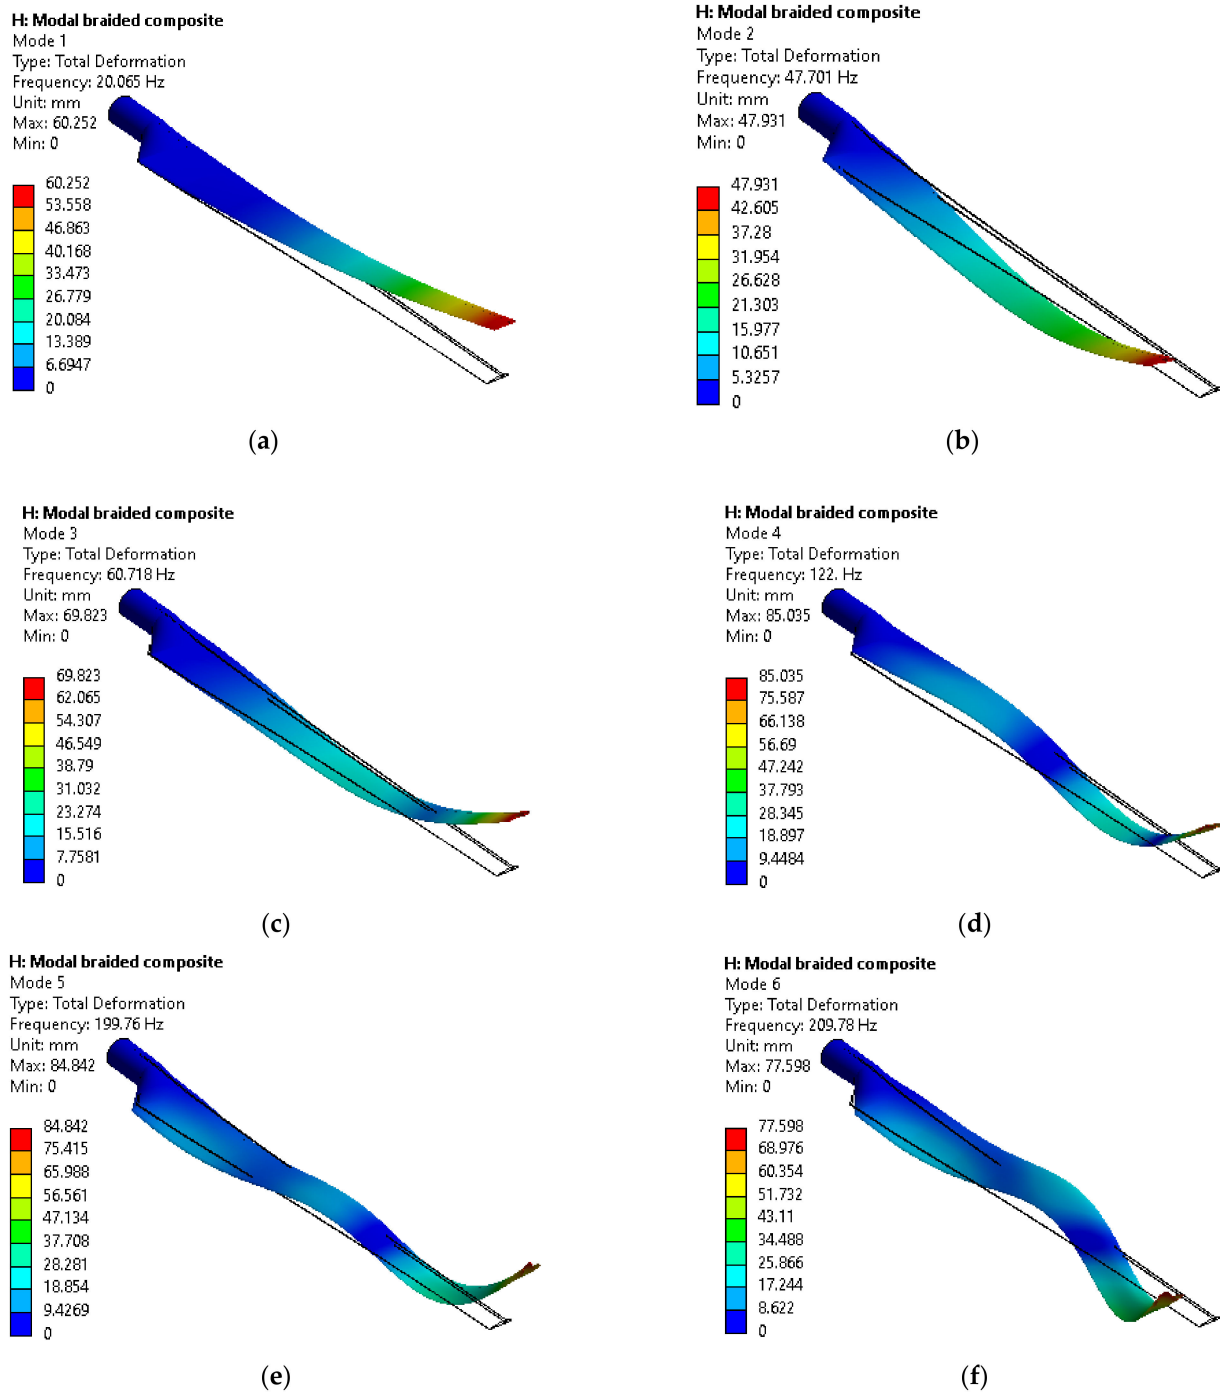 H: Modal braided composite
Mode 1
Type: Total Deformation
Frequency: 20.065 Hz
Unit: mm
Max: 60.252
Min: 0
60.252
53.558
46.863
40.168
33.473
26.779
20.084
13.389
6.6947
0
(a)
H: Modal braided composite
Mode 2
Type: Total Deformation
Frequency: 47.701 Hz
Unit: mm
Max: 47.931
Min: 0
47.931
42.605
37.28
31.954
26.628
21.303
15.977
10.651
5.3257
0
(b)
H: Modal braided composite
Mode 3
Type: Total Deformation
Frequency: 60.718 Hz
Unit: mm
Max: 69.823
Min: 0
69.823
62.065
54.307
46.549
38.79
31.032
23.274
15.516
7.7581
0
(c)
H: Modal braided composite
Mode 4
Type: Total Deformation
Frequency: 122. Hz
Unit: mm
Max: 85.035
Min: 0
85.035
75.587
66.138
56.69
47.242
37.793
28.345
18.897
9.4484
0
(d)
H: Modal braided composite
Mode 5
Type: Total Deformation
Frequency: 199.76 Hz
Unit: mm
Max: 84.842
Min: 0
84.842
75.415
65.988
56.561
47.134
37.708
28.281
18.854
9.4269
0
(e)
H: Modal braided composite
Mode 6
Type: Total Deformation
Frequency: 209.78 Hz
Unit: mm
Max: 77.598
Min: 0
77.598
68.976
60.354
51.732
43.11
34.488
25.866
17.244
8.622
0
(f)